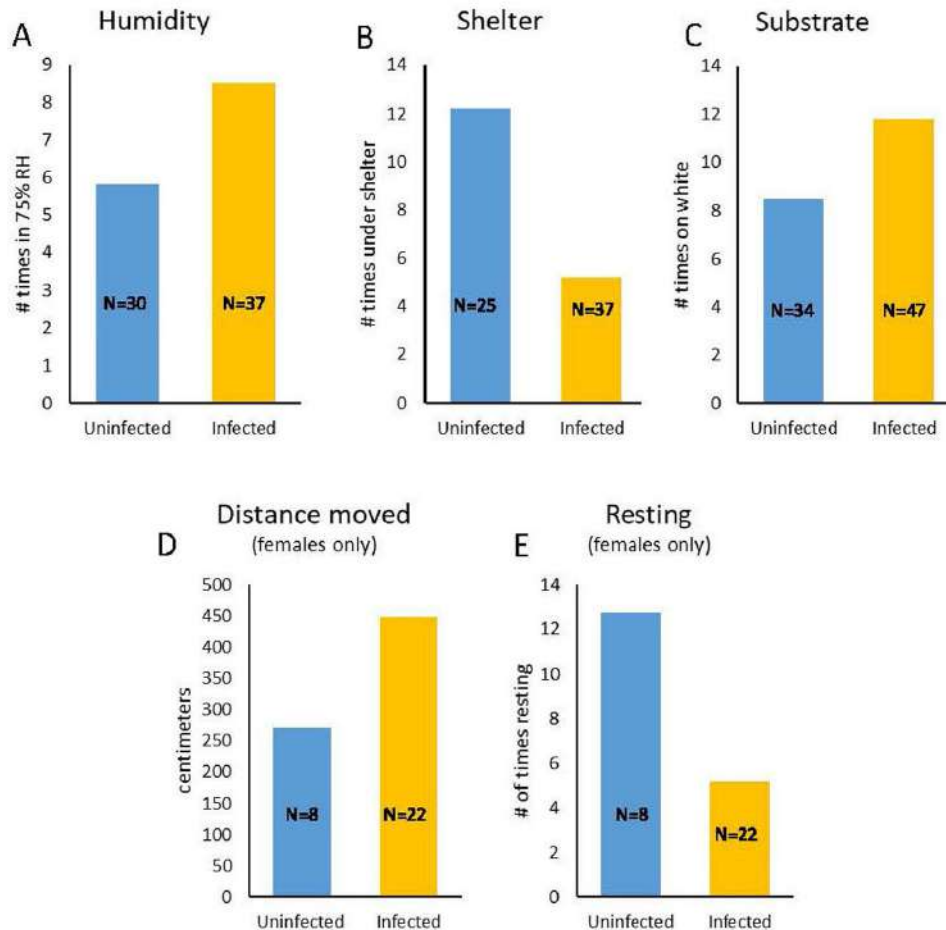 A
Humidity
# times in 75% RH
9
8
7
6
5
4
3
2
1
0
N=30
N=37
Uninfected
Infected
B
Shelter
# times under shelter
14
12
10
8
6
4
2
0
N=25
N=37
Uninfected
Infected
C
Substrate
# times on white
14
12
10
8
6
4
2
0
N=34
N=47
Uninfected
Infected
D
Distance moved
(females only)
centimeters
500
450
400
350
300
250
200
150
100
50
0
N=8
N=22
Uninfected
Infected
E
Resting
(females only)
# of times resting
14
12
10
8
6
4
2
0
N=8
N=22
Uninfected
Infected